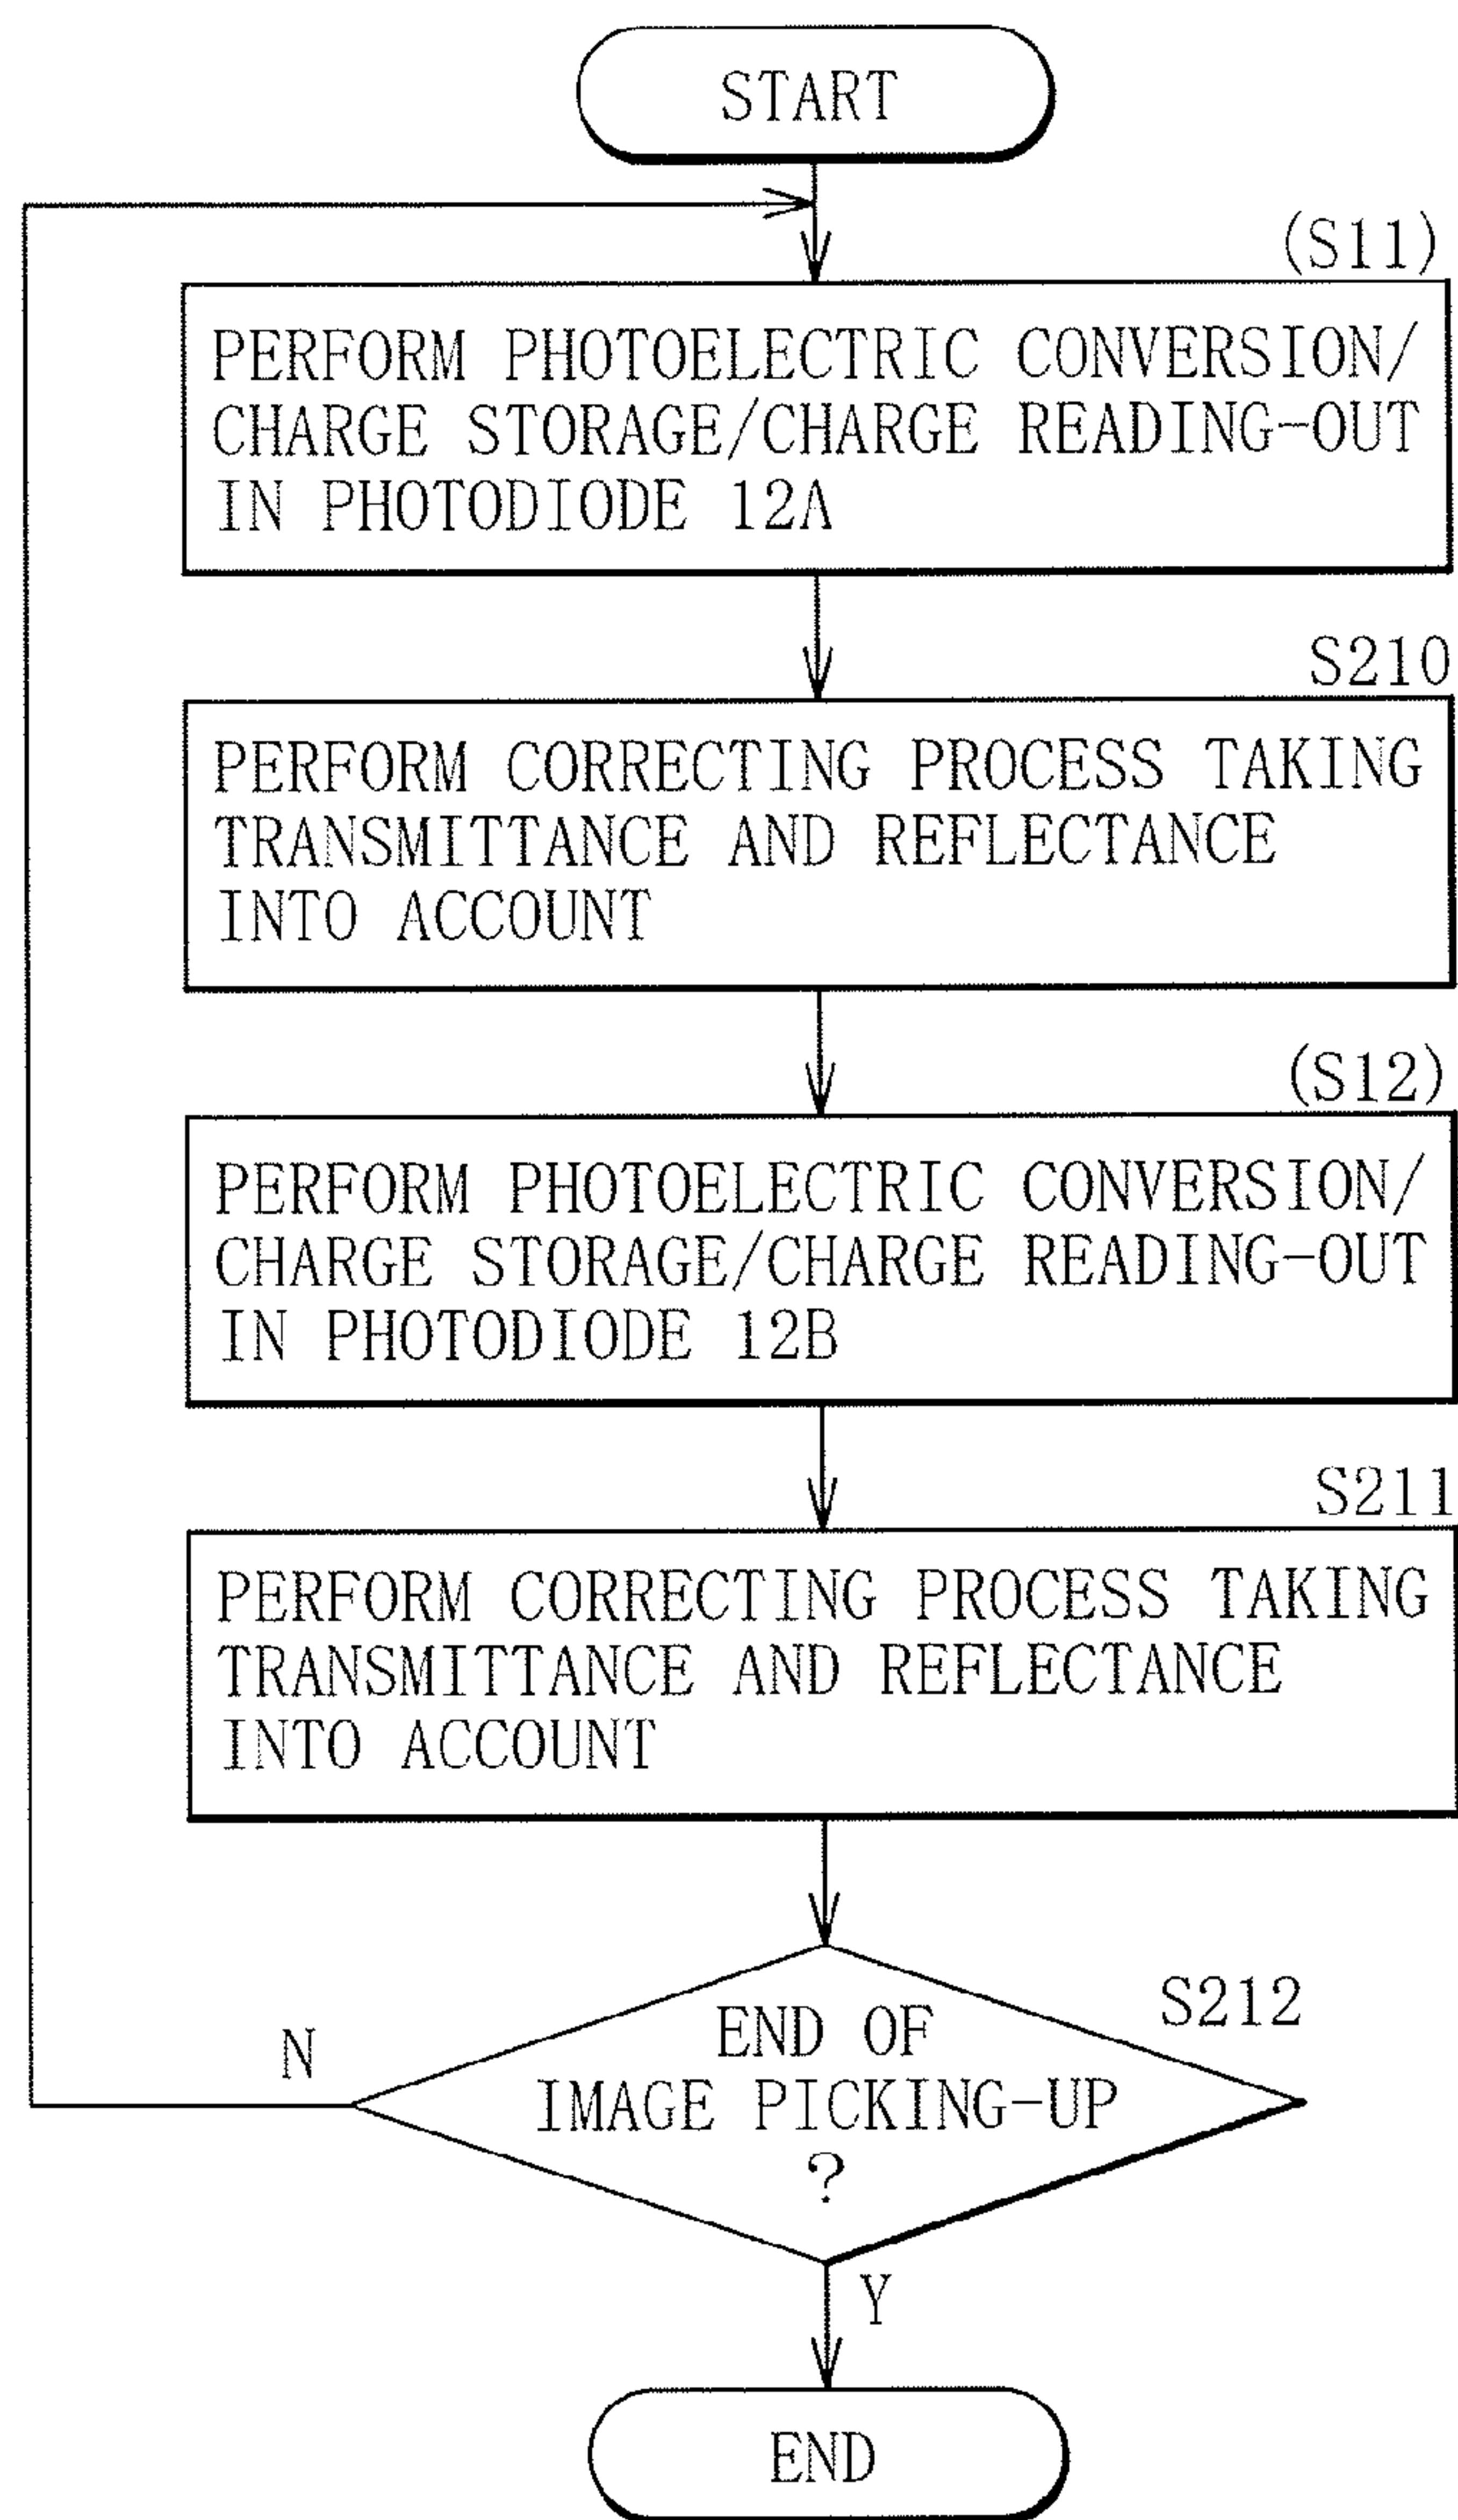 START
(S11)
PERFORM PHOTOELECTRIC CONVERSION/
CHARGE STORAGE/CHARGE READING-OUT
IN PHOTODIODE 12A
S210
PERFORM CORRECTING PROCESS TAKING
TRANSMITTANCE AND REFLECTANCE
INTO ACCOUNT
(S12)
PERFORM PHOTOELECTRIC CONVERSION/
CHARGE STORAGE/CHARGE READING-OUT
IN PHOTODIODE 12B
S211
PERFORM CORRECTING PROCESS TAKING
TRANSMITTANCE AND REFLECTANCE
INTO ACCOUNT
S212
N
END OF
IMAGE PICKING-UP
?
Y
END